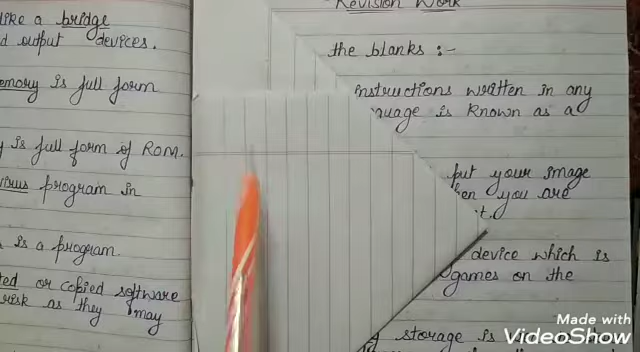 like a bridge
d output devices.
emory is full form
y is full form of ROM.
virus program in
is a program.
ted or copied software
risk as they may
Revision Work
the blanks :-
instructions written in any
uage is known as a
put your image
hen you are
t.
device which is
games on the
y storage is
Made with
VideoShow